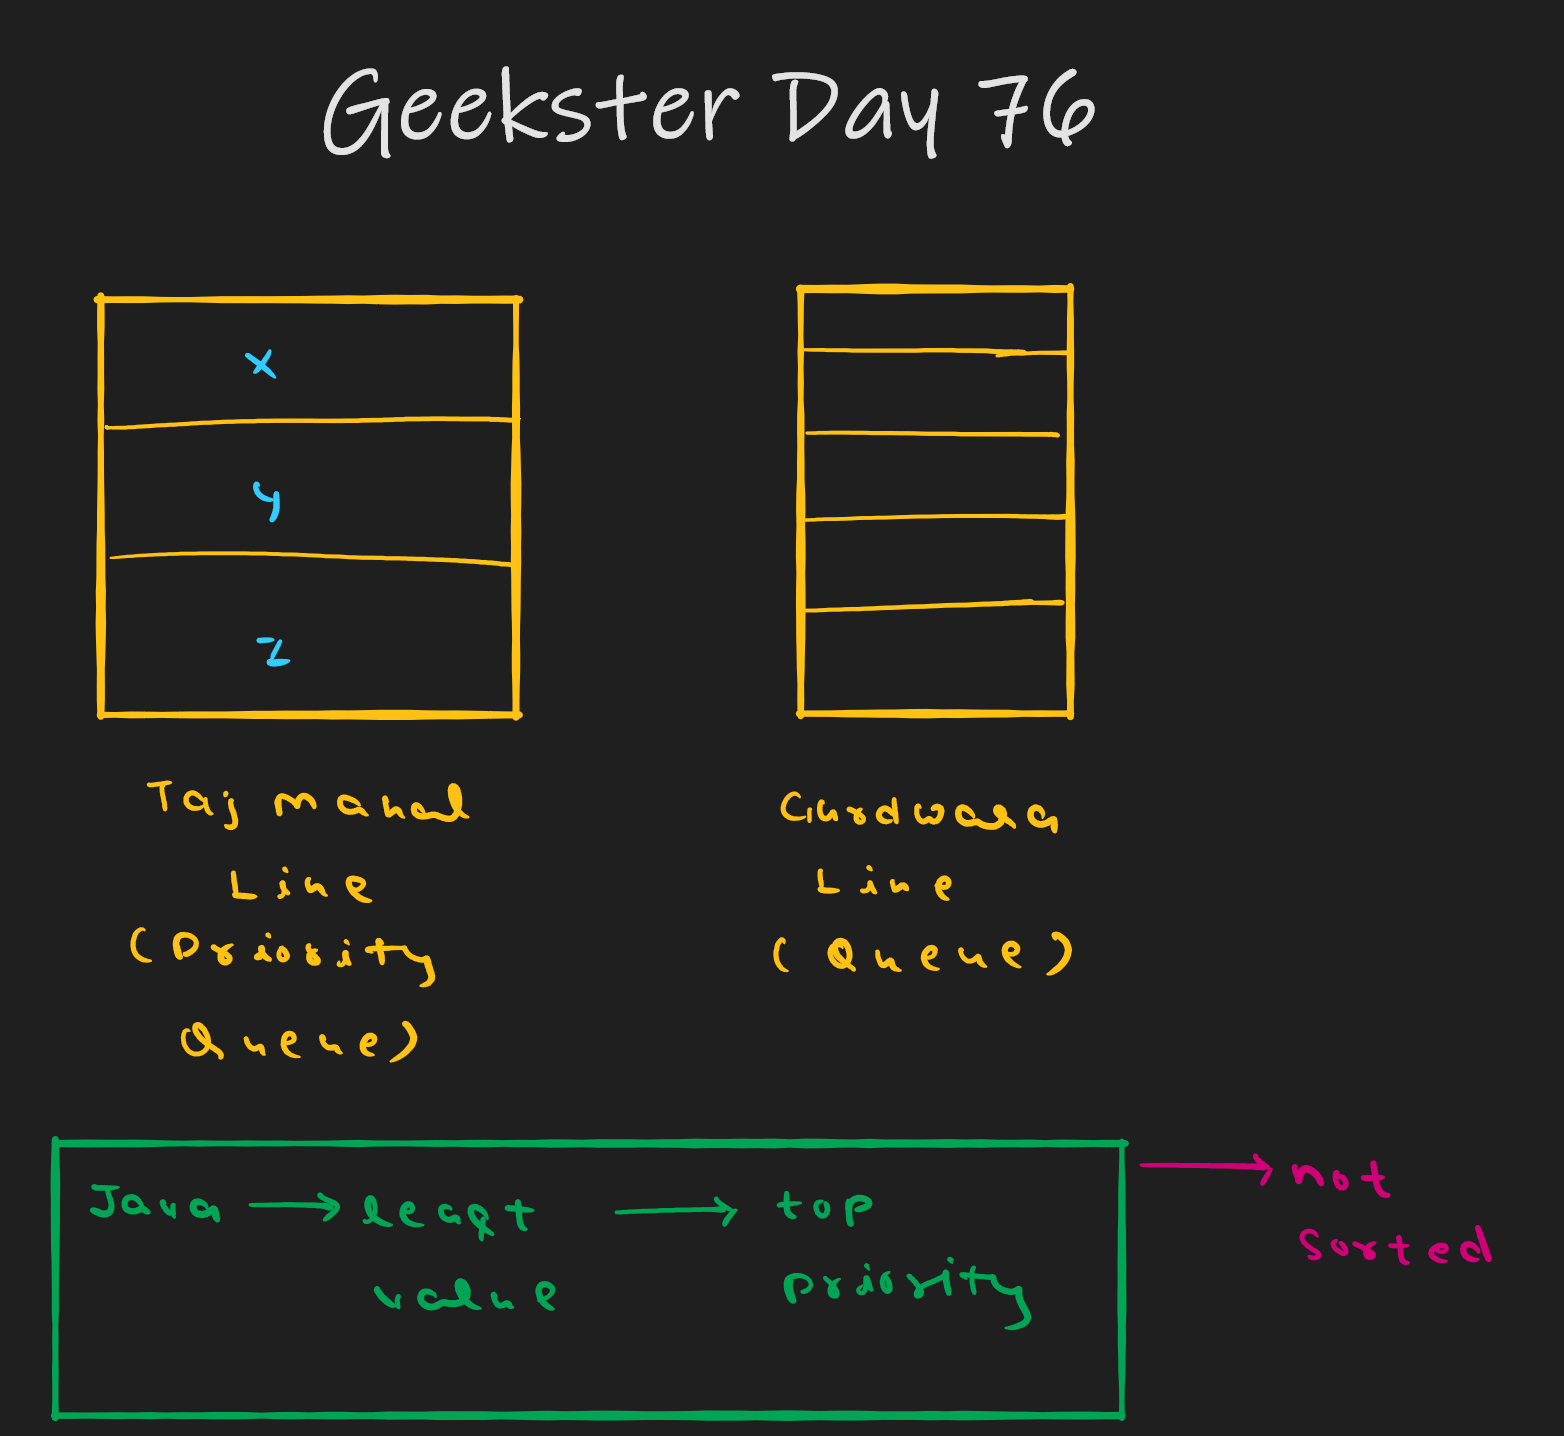 Geekster Day 76
x
y
z
Taj mahal
Line
(Priority
Queue)
Gurdwara
Line
(Queue)
Java → least → top
value priority
→ not
sorted